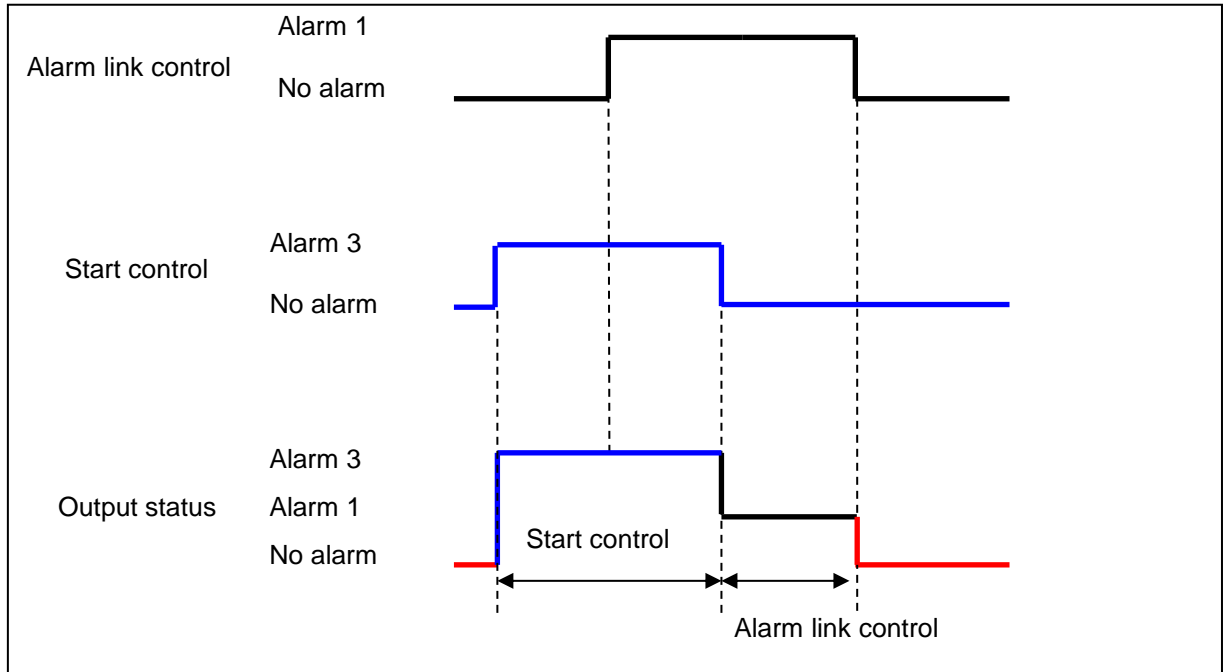 Alarm 1
Alarm link control
No alarm
Alarm 3
Start control
No alarm
Alarm 3
Output status
Alarm 1
No alarm
Start control
Alarm link control